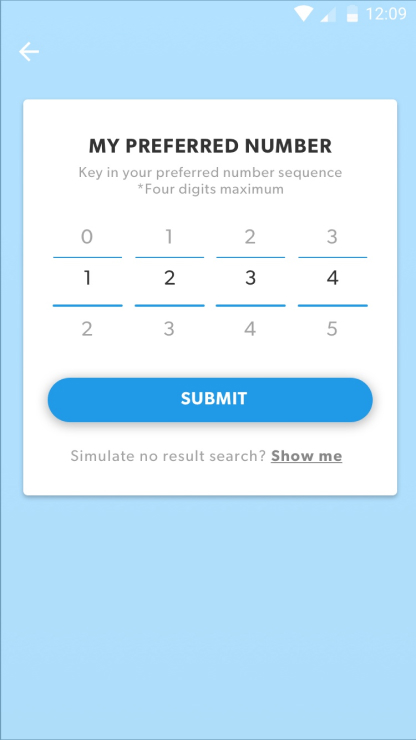 12:09
MY PREFERRED NUMBER
Key in your preferred number sequence
*Four digits maximum
0 1 2 3
1 2 3 4
2 3 4 5
SUBMIT
Simulate no result search? Show me